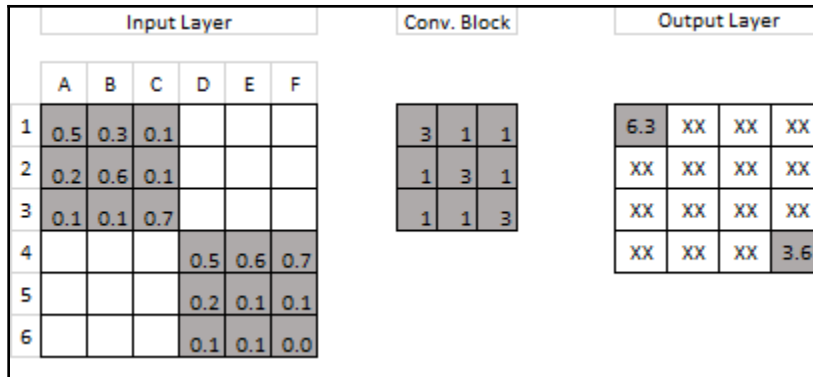 Input Layer Conv. Block Output Layer
A B C D E F
1 0.5 0.3 0.1 3 1 1 6.3 XX XX XX
2 0.2 0.6 0.1 1 3 1 XX XX XX XX
3 0.1 0.1 0.7 1 1 3 XX XX XX XX
4 0.5 0.6 0.7 XX XX XX 3.6
5 0.2 0.1 0.1
6 0.1 0.1 0.0